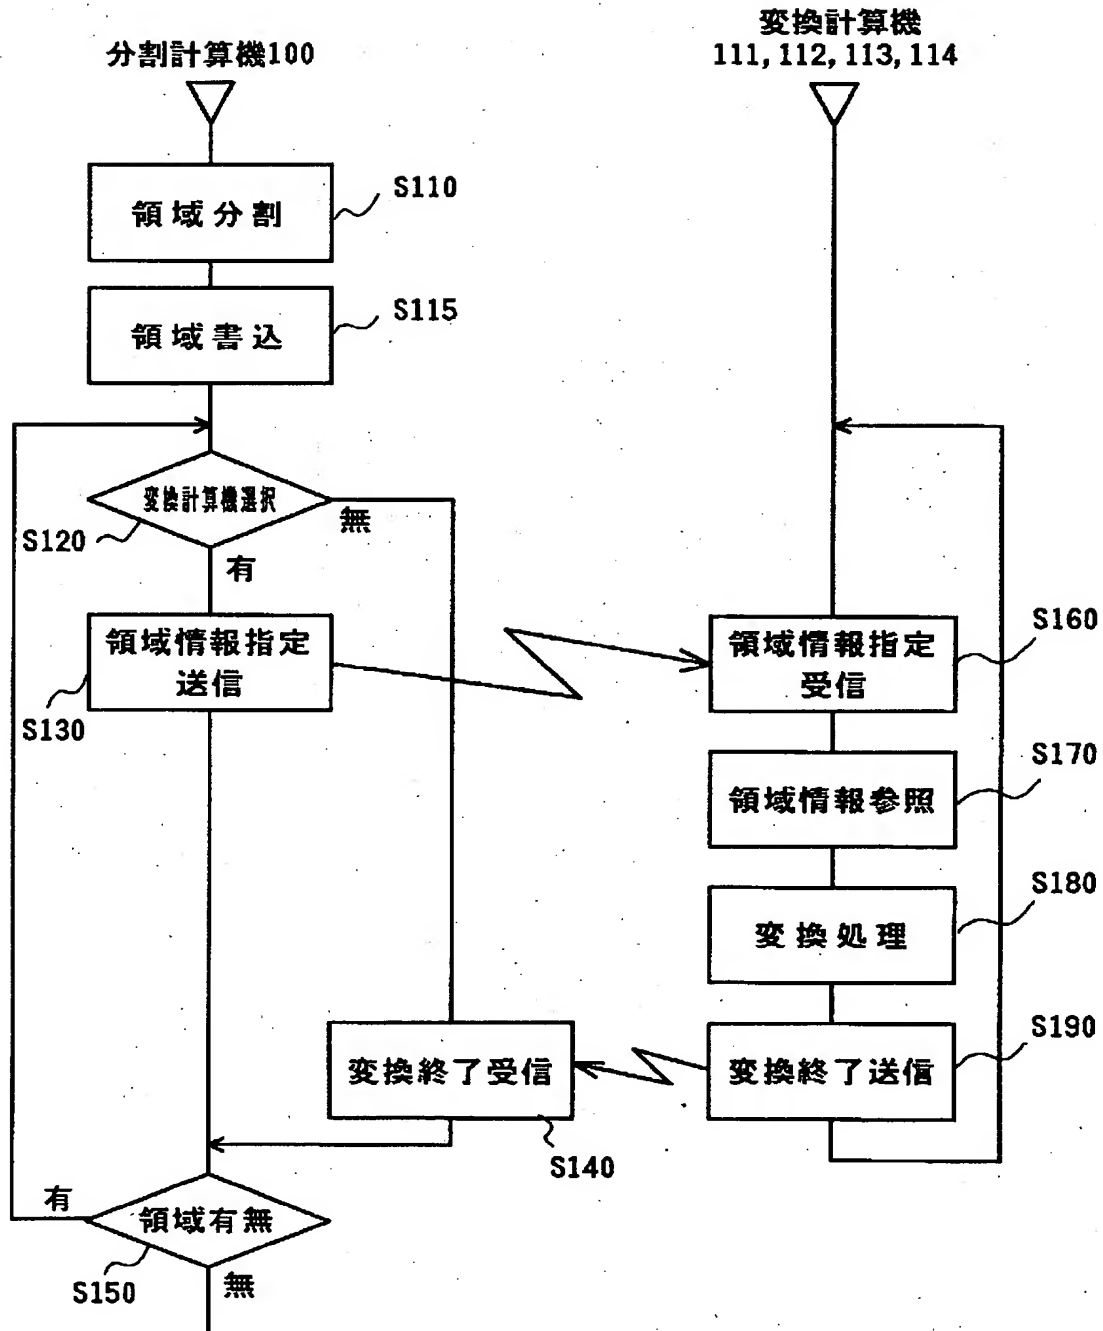 分割計算機100
変換計算機
111, 112, 113, 114
領域分割
S110
領域書込
S115
変換計算機選択
S120
無
有
領域情報指定
送信
S130
領域情報指定
受信
S160
領域情報参照
S170
変換処理
S180
変換終了受信
S140
変換終了送信
S190
有
領域有無
S150
無